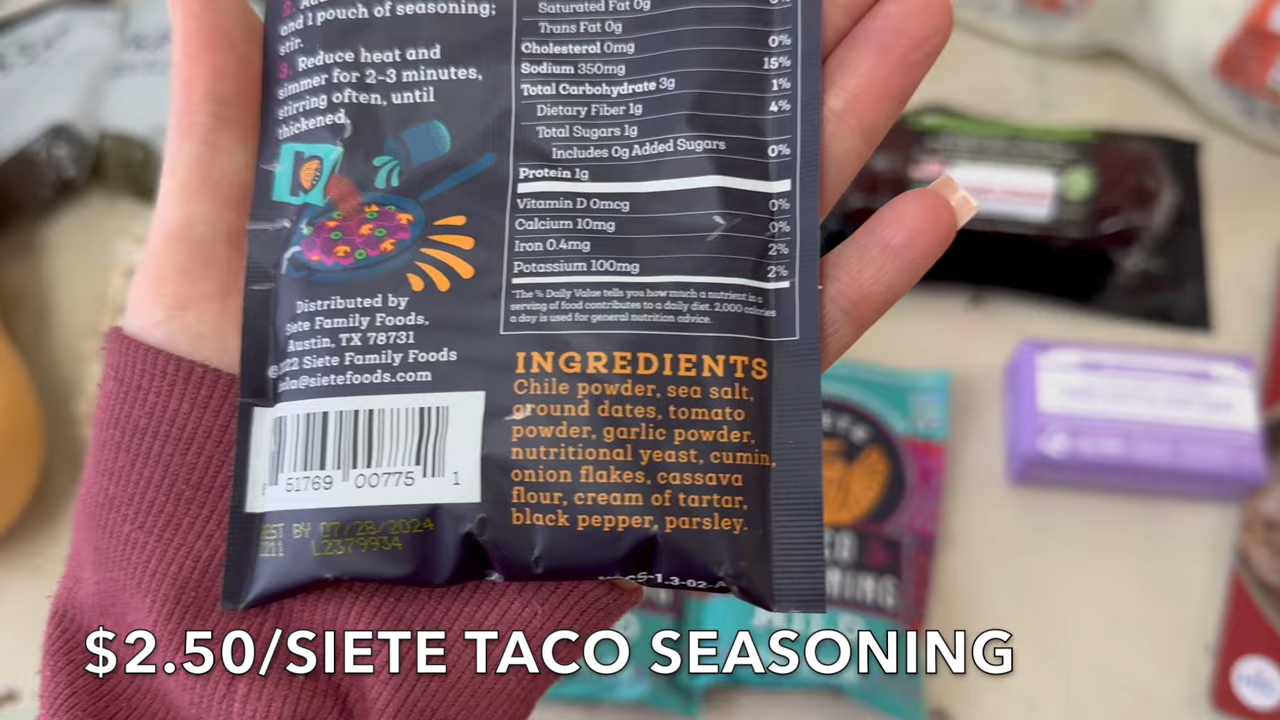 and 1 pouch of seasoning;
stir.
3. Reduce heat and
simmer for 2-3 minutes,
stirring often, until
thickened.
Distributed by
Siete Family Foods,
Austin, TX 78731
2022 Siete Family Foods
sietefoods.com
51769 00775 1
BEST BY 07/28/2024
L2379934
Saturated Fat 0g
Trans Fat 0g
Cholesterol 0mg 0%
Sodium 350mg 15%
Total Carbohydrate 3g 1%
Dietary Fiber 1g 4%
Total Sugars 1g
Includes 0g Added Sugars 0%
Protein 1g
Vitamin D 0mcg 0%
Calcium 10mg 0%
Iron 0.4mg 2%
Potassium 100mg 2%
*The % Daily Value tells you how much a nutrient in a
serving of food contributes to a daily diet. 2,000 calories
a day is used for general nutrition advice.
INGREDIENTS
Chile powder, sea salt,
ground dates, tomato
powder, garlic powder,
nutritional yeast, cumin,
onion flakes, cassava
flour, cream of tartar,
black pepper, parsley.
$2.50/SIETE TACO SEASONING